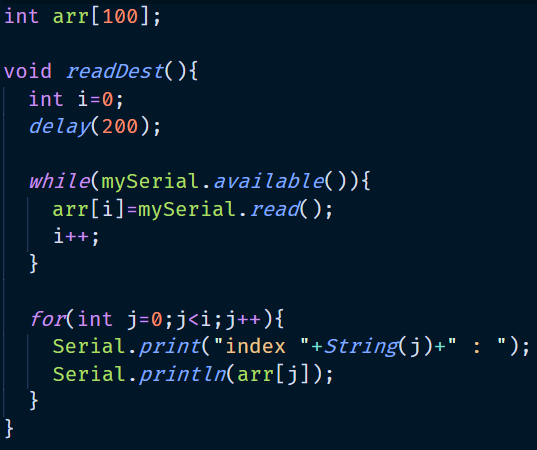 int arr[100];
void readDest(){
int i=0;
delay(200);
while(mySerial.available()){
arr[i]=mySerial.read();
i++;
}
for(int j=0;j<i;j++){
Serial.print("index "+String(j)+" : ");
Serial.println(arr[j]);
}
}